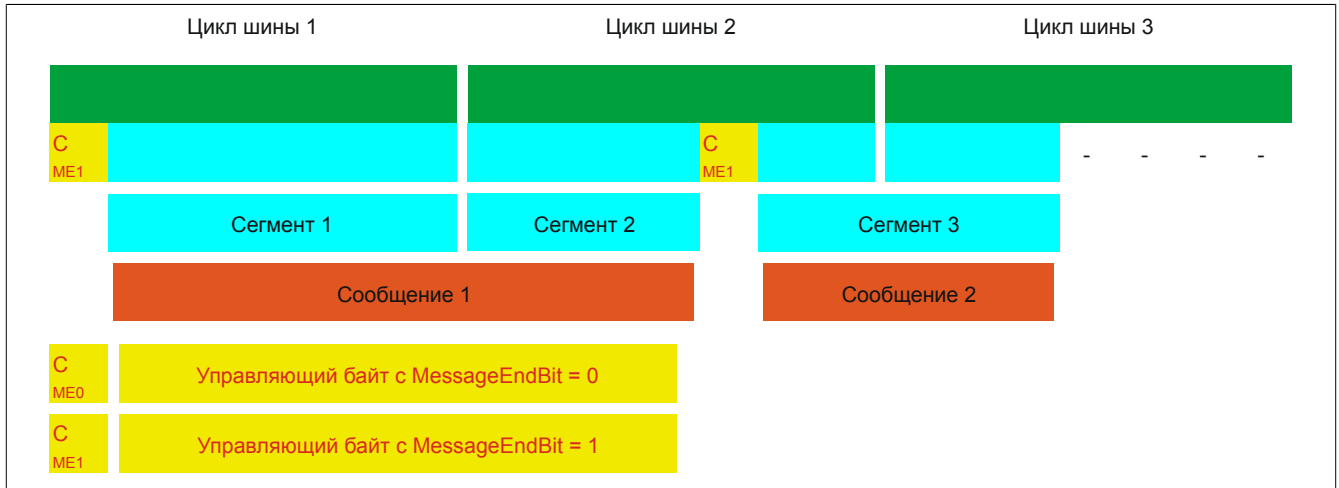 Цикл шины 1 Цикл шины 2 Цикл шины 3
C C
ME1 ME1 - - - -
Сегмент 1 Сегмент 2 Сегмент 3
Сообщение 1 Сообщение 2
C
ME0 Управляющий байт с MessageEndBit = 0
C
ME1 Управляющий байт с MessageEndBit = 1